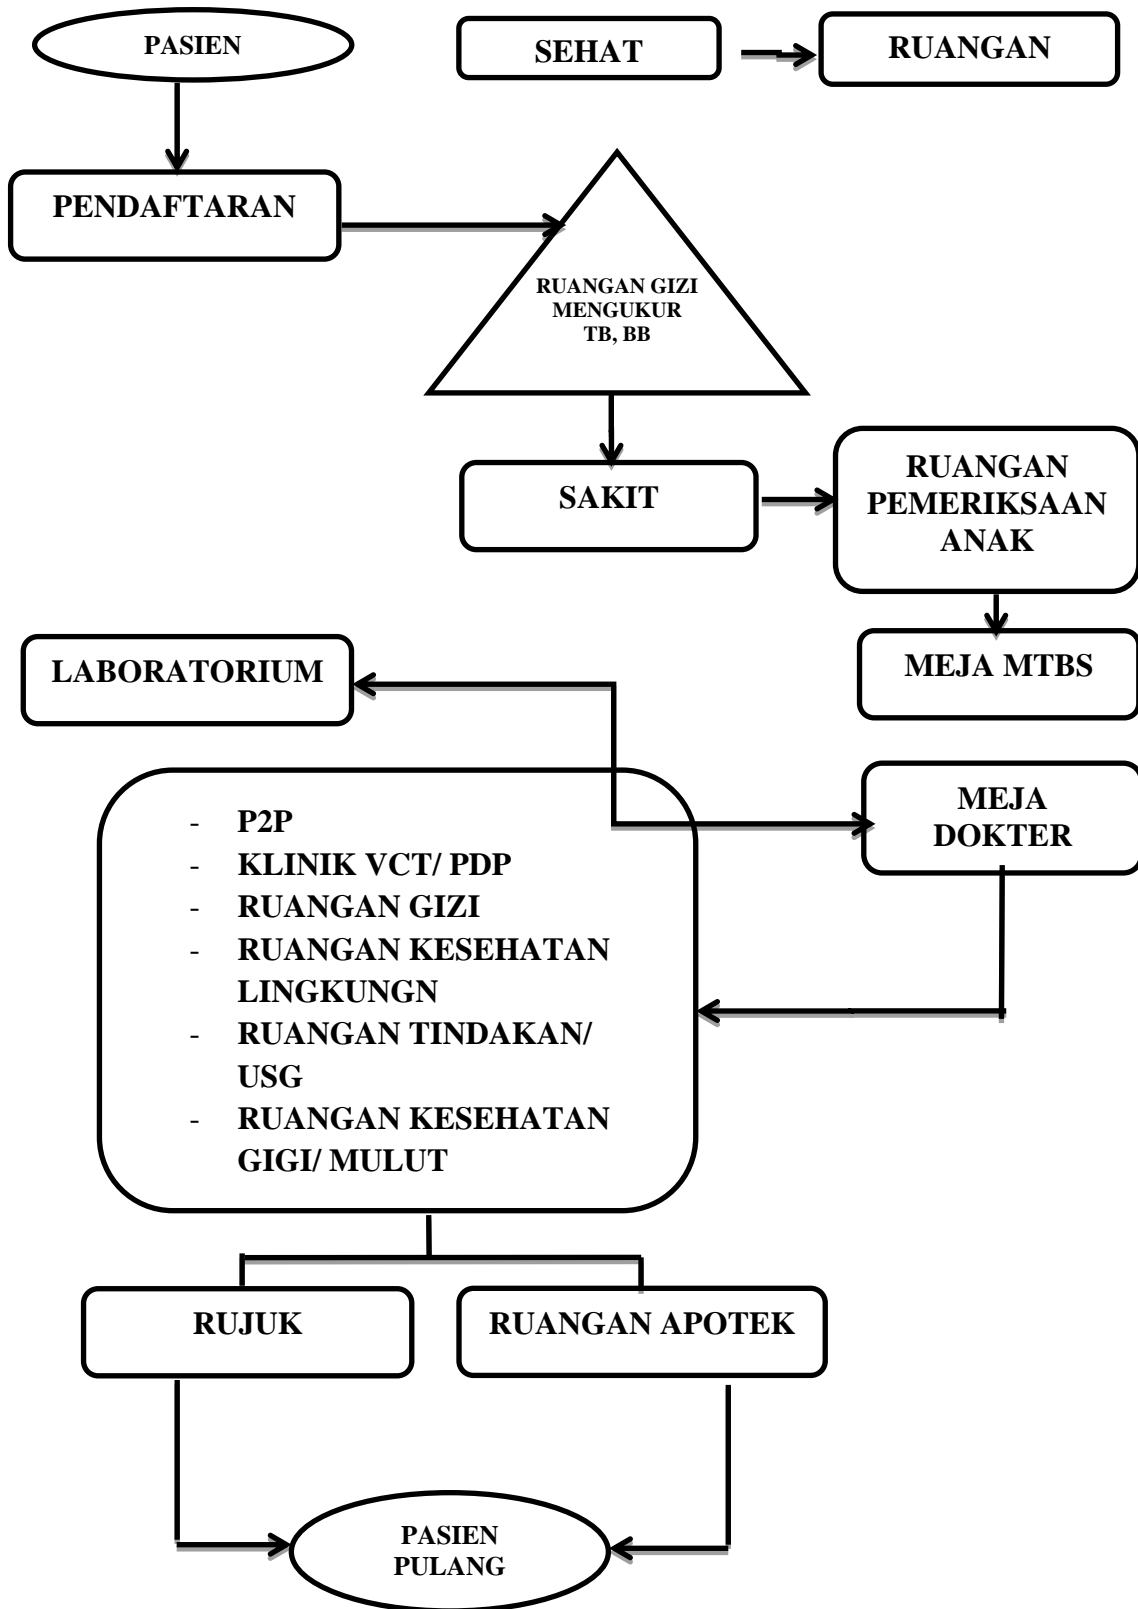 PASIEN
SEHAT
RUANGAN
PENDAFTARAN
RUANGAN GIZI
MENGUKUR
TB, BB
SAKIT
RUANGAN
PEMERIKSAAN
ANAK
LABORATORIUM
MEJA MTBS
MEJA
DOKTER
- P2P
- KLINIK VCT/ PDP
- RUANGAN GIZI
- RUANGAN KESEHATAN
LINGKUNGN
- RUANGAN TINDAKAN/
USG
- RUANGAN KESEHATAN
GIGI/ MULUT
RUJUK
RUANGAN APOTEK
PASIEN
PULANG